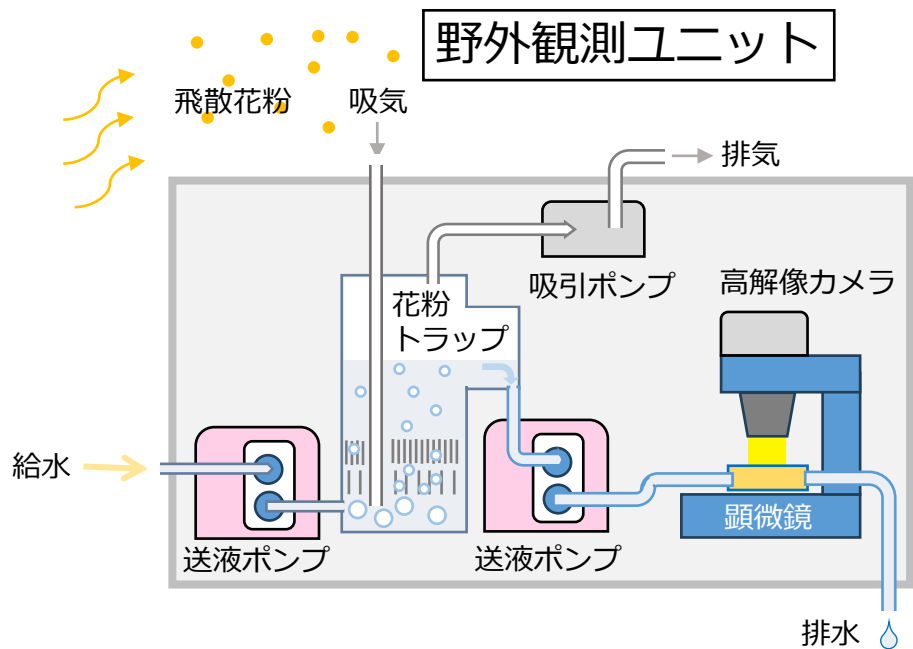 野外観測ユニット
飛散花粉
吸気
排気
吸引ポンプ
高解像カメラ
花粉
トラップ
給水
顕微鏡
送液ポンプ
送液ポンプ
排水